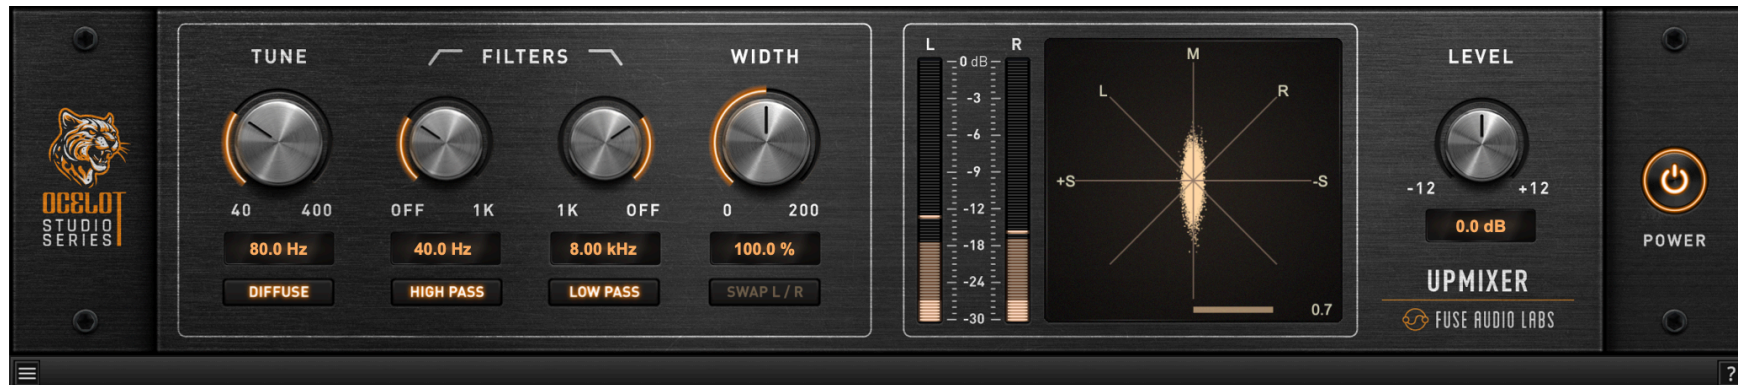 TUNE
FILTERS
WIDTH
40 400
OFF 1K
1K OFF
0 200
80.0 Hz
40.0 Hz
8.00 kHz
100.0 %
DIFFUSE
HIGH PASS
LOW PASS
SWAP L / R
OCELOT
STUDIO
SERIES
L R
0 dB
-3
-6
-9
-12
-18
-24
-30
M
L R
+S -S
0.7
LEVEL
-12 +12
0.0 dB
UPMIXER
FUSE AUDIO LABS
POWER
?